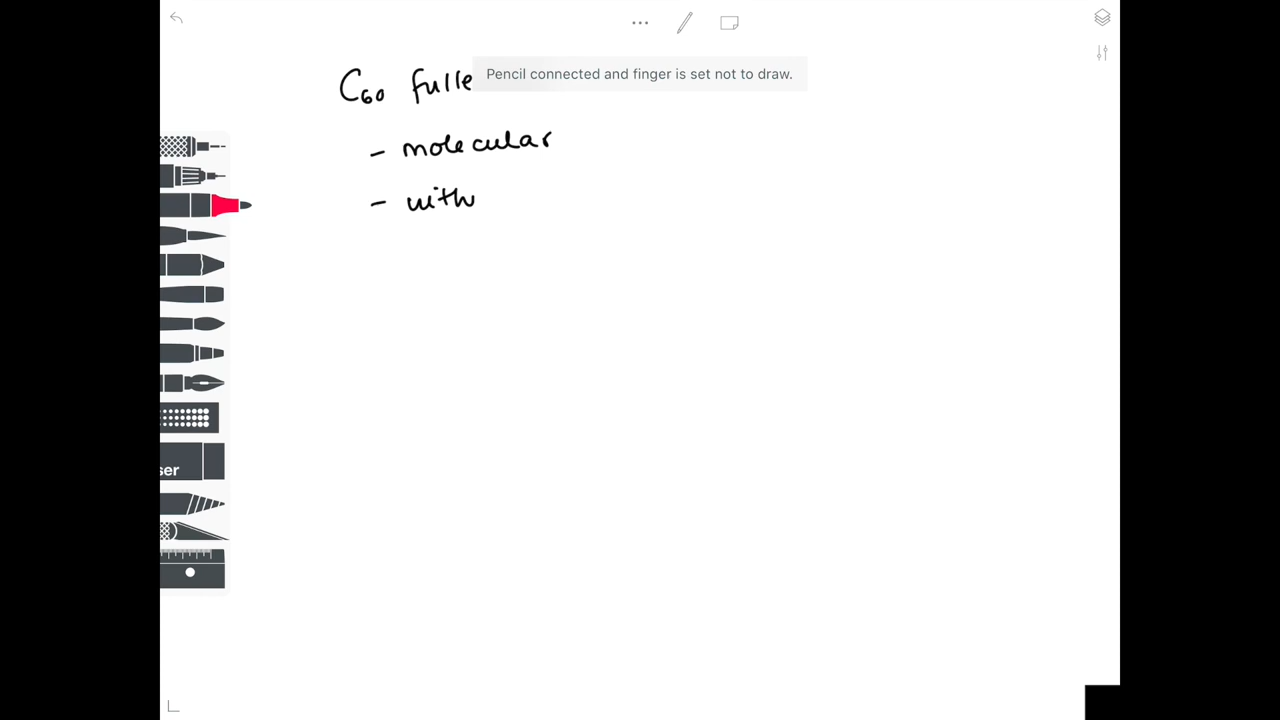 Pencil connected and finger is set not to draw.
C60 fulle
- molecular
- with
ser